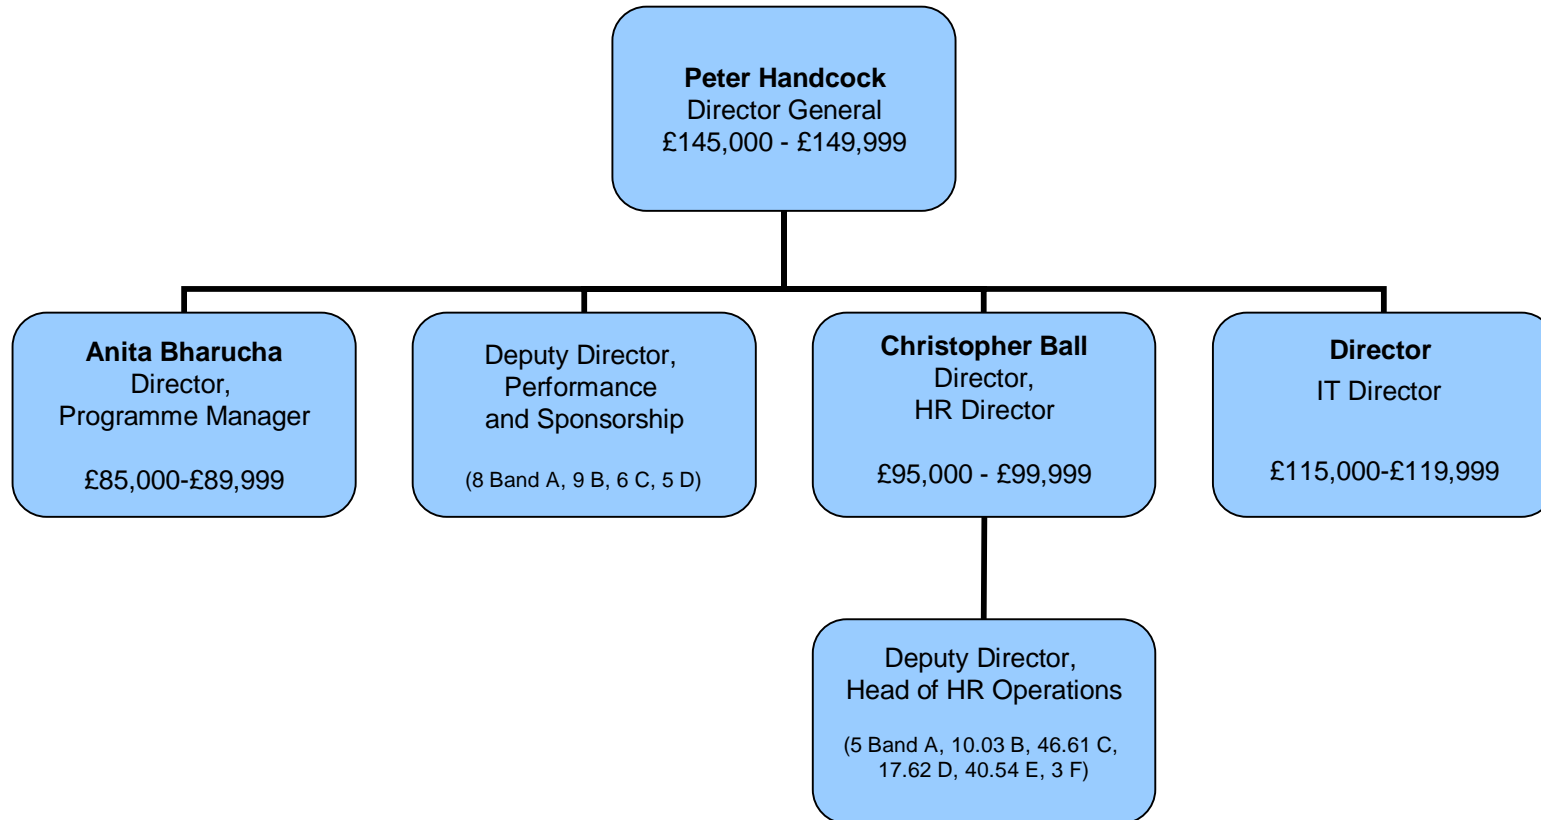 Peter Handcock
Director General
£145,000 - £149,999
Anita Bharucha
Director,
Programme Manager
£85,000-£89,999
Deputy Director,
Performance
and Sponsorship
(8 Band A, 9 B, 6 C, 5 D)
Christopher Ball
Director,
HR Director
£95,000 - £99,999
Director
IT Director
£115,000-£119,999
Deputy Director,
Head of HR Operations
(5 Band A, 10.03 B, 46.61 C,
17.62 D, 40.54 E, 3 F)